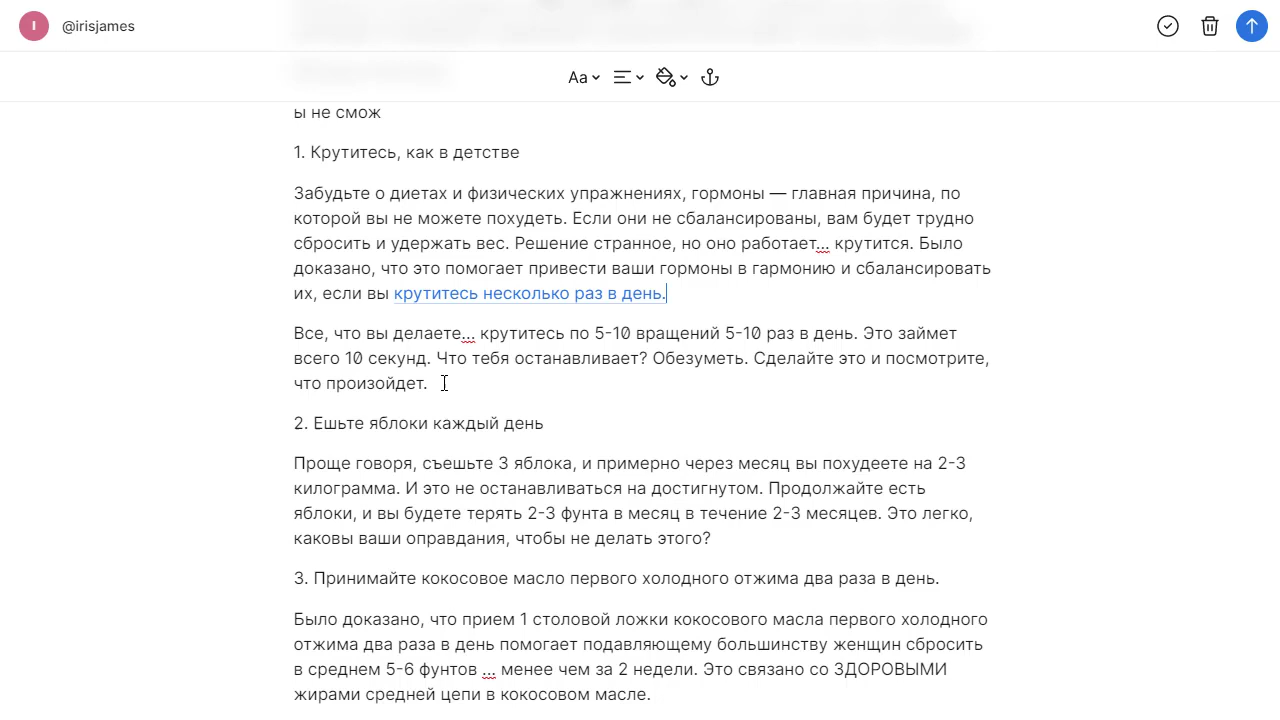 I
@irisjames
Aa
ы не смож
1. Крутитесь, как в детстве
Забудьте о диетах и физических упражнениях, гормоны — главная причина, по
которой вы не можете похудеть. Если они не сбалансированы, вам будет трудно
сбросить и удержать вес. Решение странное, но оно работает... крутится. Было
доказано, что это помогает привести ваши гормоны в гармонию и сбалансировать
их, если вы крутитесь несколько раз в день.
Все, что вы делаете... крутитесь по 5-10 вращений 5-10 раз в день. Это займет
всего 10 секунд. Что тебя останавливает? Обезуметь. Сделайте это и посмотрите,
что произойдет.
2. Ешьте яблоки каждый день
Проще говоря, съешьте 3 яблока, и примерно через месяц вы похудеете на 2-3
килограмма. И это не останавливаться на достигнутом. Продолжайте есть
яблоки, и вы будете терять 2-3 фунта в месяц в течение 2-3 месяцев. Это легко,
каковы ваши оправдания, чтобы не делать этого?
3. Принимайте кокосовое масло первого холодного отжима два раза в день.
Было доказано, что прием 1 столовой ложки кокосового масла первого холодного
отжима два раза в день помогает подавляющему большинству женщин сбросить
в среднем 5-6 фунтов ... менее чем за 2 недели. Это связано со ЗДОРОВЫМИ
жирами средней цепи в кокосовом масле.